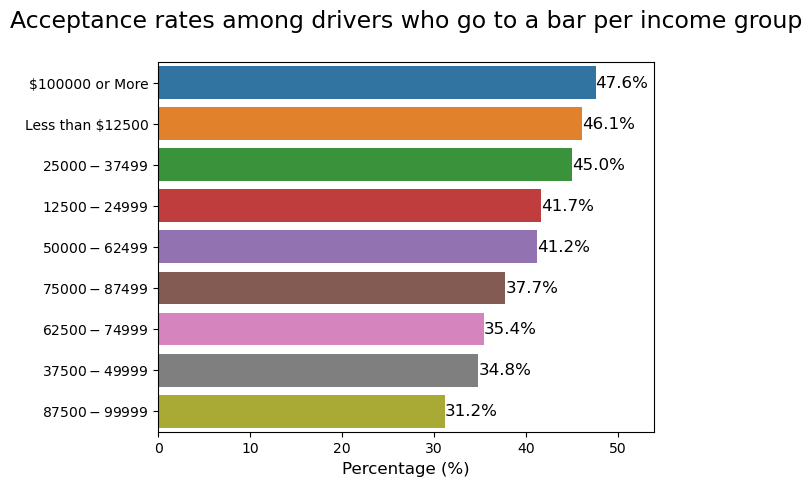 Acceptance rates among drivers who go to a bar per income group
$100000 or More 47.6%
Less than $12500 46.1%
25000 − 37499 45.0%
12500 − 24999 41.7%
50000 − 62499 41.2%
75000 − 87499 37.7%
62500 − 74999 35.4%
37500 − 49999 34.8%
87500 − 99999 31.2%
0 10 20 30 40 50
Percentage (%)